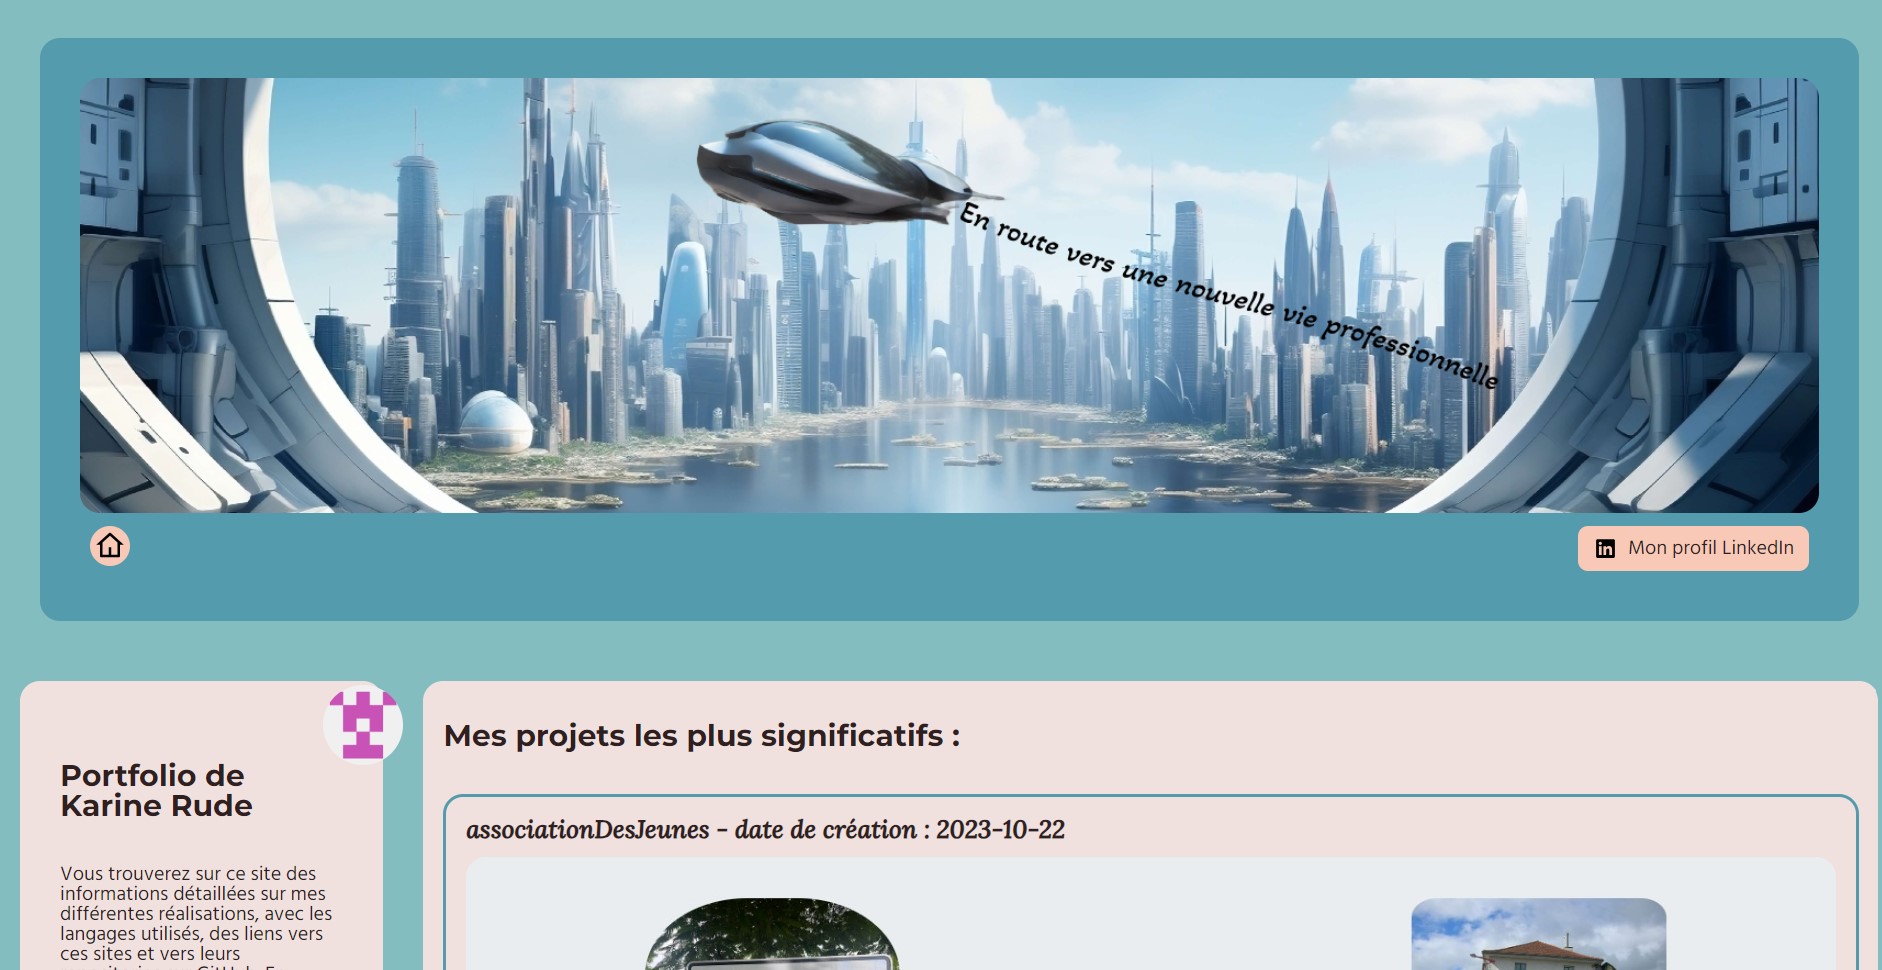 En route vers une nouvelle vie professionnelle
Mon profil LinkedIn
Portfolio de
Karine Rude
Vous trouverez sur ce site des
informations détaillées sur mes
différentes réalisations, avec les
langages utilisés, des liens vers
ces sites et vers leurs
Mes projets les plus significatifs :
associationDesJeunes - date de création : 2023-10-22